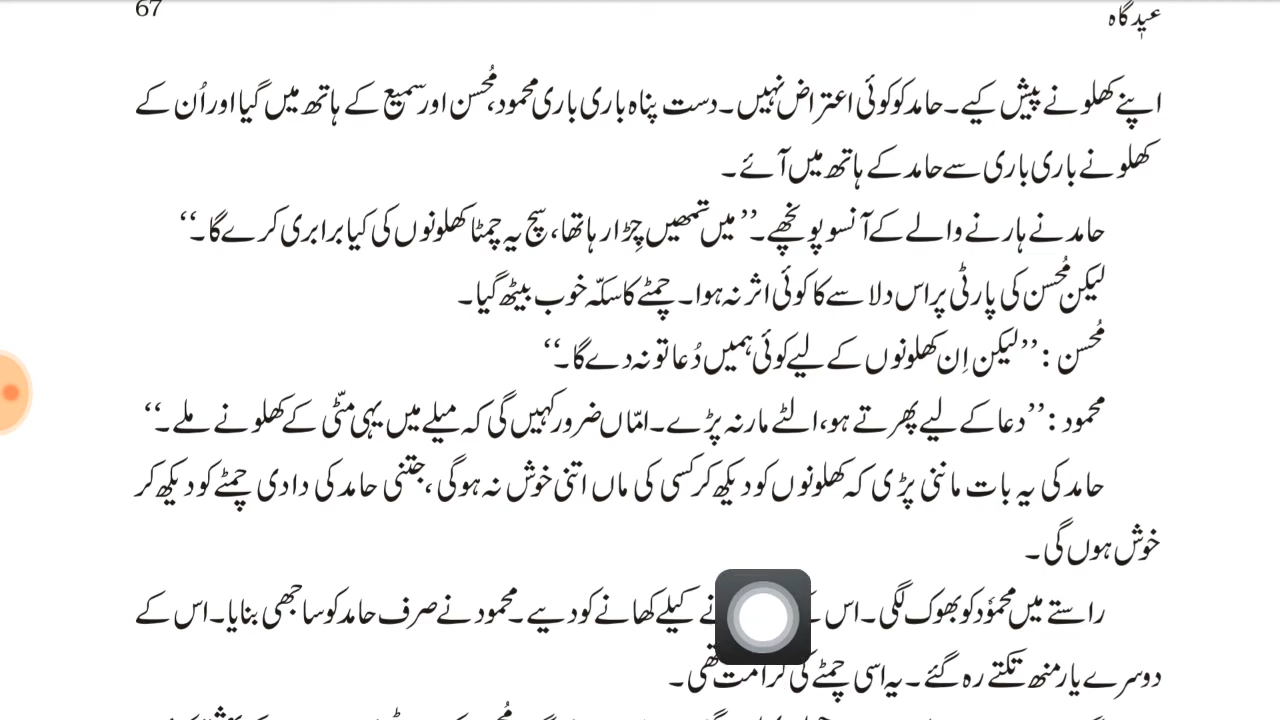 عیدگاہ 67
اپنے کھلونے پیش کیے۔ حامد کو کوئی اعتراض نہیں۔ دست پناہ باری باری محمود، مُحسن اور سمیع کے ہاتھ میں گیا اور اُن کے
کھلونے باری باری سے حامد کے ہاتھ میں آئے۔
حامد نے ہارنے والے کے آنسو پونچھے۔ ’’میں تمھیں چِڑا رہا تھا، سچ یہ چمٹا کھلونوں کی کیا برابری کرے گا۔‘‘
لیکن مُحسن کی پارٹی پر اس دلاسے کا کوئی اثر نہ ہوا۔ چمٹے کا سکّہ خوب بیٹھ گیا۔
مُحسن : ’’لیکن اِن کھلونوں کے لیے کوئی ہمیں دُعا تو نہ دے گا۔‘‘
محمود : ’’دعا کے لیے پھرتے ہو، الٹے مار نہ پڑے۔ امّاں ضرور کہیں گی کہ میلے میں یہی مٹّی کے کھلونے ملے۔‘‘
حامد کی یہ بات ماننی پڑی کہ کھلونوں کو دیکھ کر کسی کی ماں اتنی خوش نہ ہوگی، جتنی حامد کی دادی چمٹے کو دیکھ کر
خوش ہوں گی۔
راستے میں محموٗد کو بھوک لگی۔ اس نے کیلے کھانے کو دیے۔ محمود نے صرف حامد کو ساجھی بنایا۔ اس کے
دوسرے یار منھ تکتے رہ گئے۔ یہ اسی چمٹے کی کرامت تھی۔